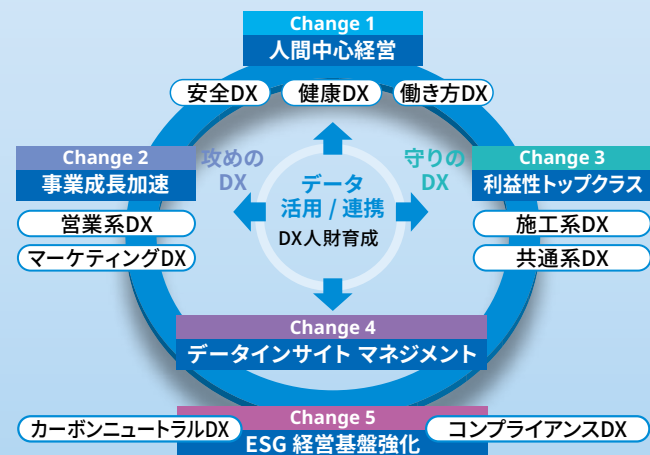 Change 1
人間中心経営
安全DX
健康DX
働き方DX
Change 2
事業成長加速
営業系DX
マーケティングDX
攻めの
DX
データ
活用 / 連携
DX人財育成
守りの
DX
Change 3
利益性トップクラス
施工系DX
共通系DX
Change 4
データインサイト マネジメント
Change 5
ESG 経営基盤強化
カーボンニュートラルDX
コンプライアンスDX